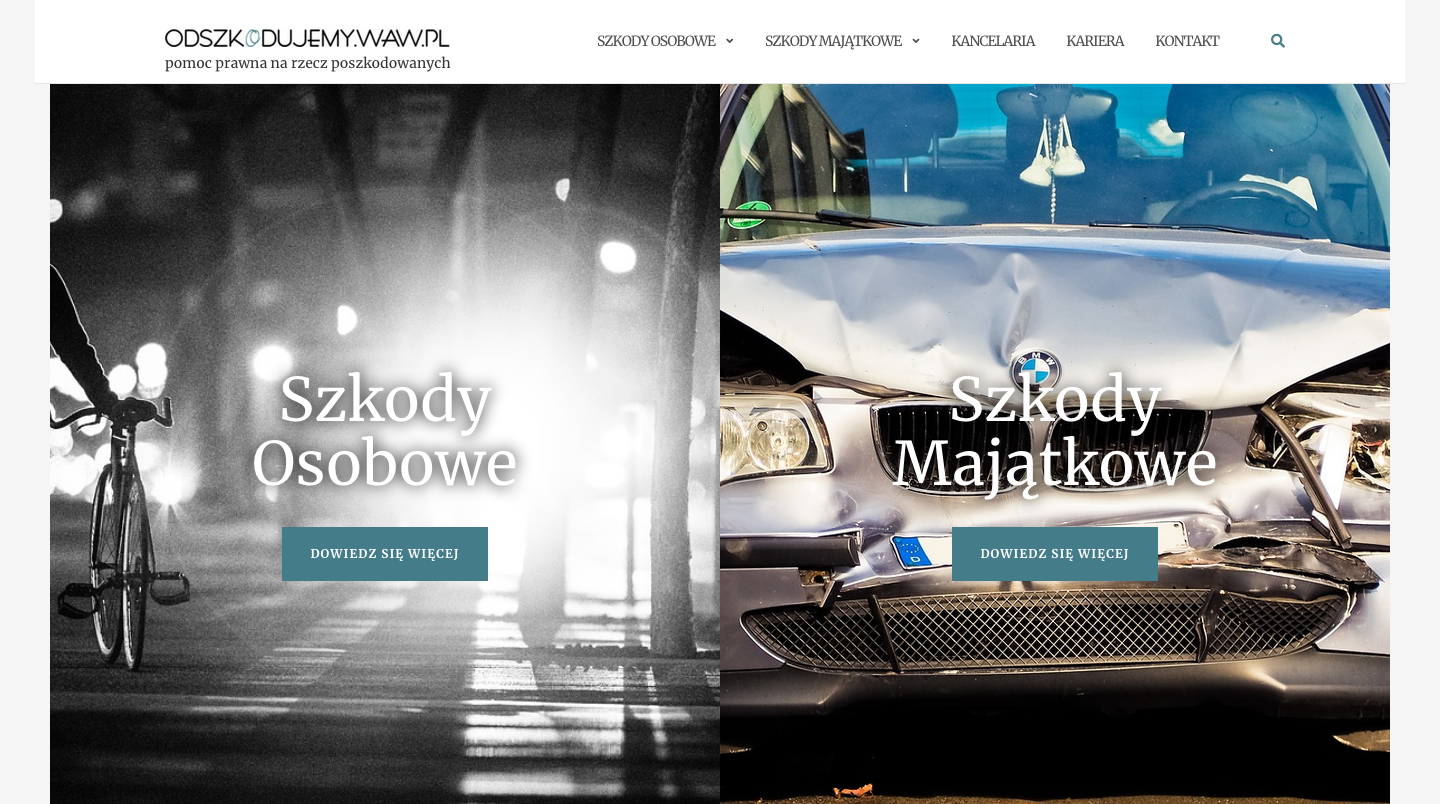 ODSZKODUJEMY.WAW.PL
pomoc prawna na rzecz poszkodowanych
SZKODY OSOBOWE
SZKODY MAJĄTKOWE
KANCELARIA
KARIERA
KONTAKT
Szkody
Osobowe
DOWIEDZ SIĘ WIĘCEJ
BMW
Szkody
Majątkowe
DOWIEDZ SIĘ WIĘCEJ